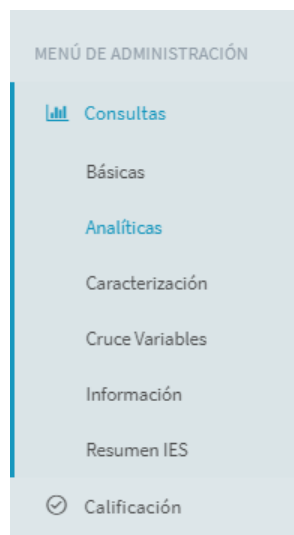 MENÚ DE ADMINISTRACIÓN
Consultas
Básicas
Analíticas
Caracterización
Cruce Variables
Información
Resumen IES
Calificación